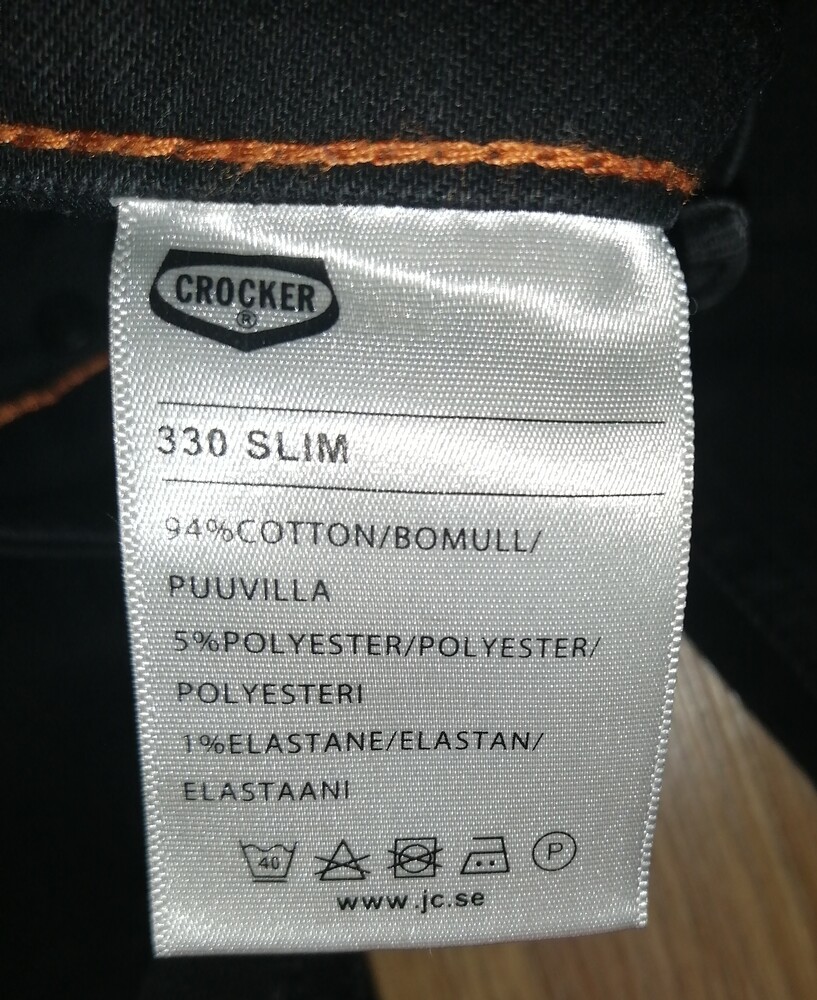 CROCKER
®
330 SLIM
94%COTTON/BOMULL/
PUUVILLA
5%POLYESTER/POLYESTER/
POLYESTERI
1%ELASTANE/ELASTAN/
ELASTAANI
40 P
www.jc.se